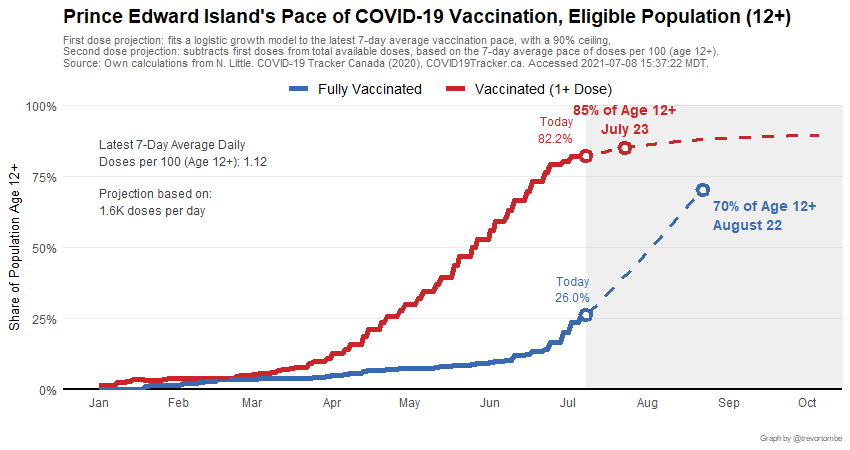 Prince Edward Island's Pace of COVID-19 Vaccination, Eligible Population (12+)
First dose projection: fits a logistic growth model to the latest 7-day average vaccination pace, with a 90% ceiling,
Second dose projection: subtracts first doses from total available doses, based on the 7-day average pace of doses per 100 (age 12+).
Source: Own calculations from N. Little. COVID-19 Tracker Canada (2020), COVID19Tracker.ca. Accessed 2021-07-08 15:37:22 MDT.
Fully Vaccinated
Vaccinated (1+ Dose)
100%
75%
50%
25%
0%
Share of Population Age 12+
Latest 7-Day Average Daily
Doses per 100 (Age 12+): 1.12
Projection based on:
1.6K doses per day
Today
82.2%
85% of Age 12+
July 23
70% of Age 12+
August 22
Today
26.0%
Jan
Feb
Mar
Apr
May
Jun
Jul
Aug
Sep
Oct
Graph by @trevortombe